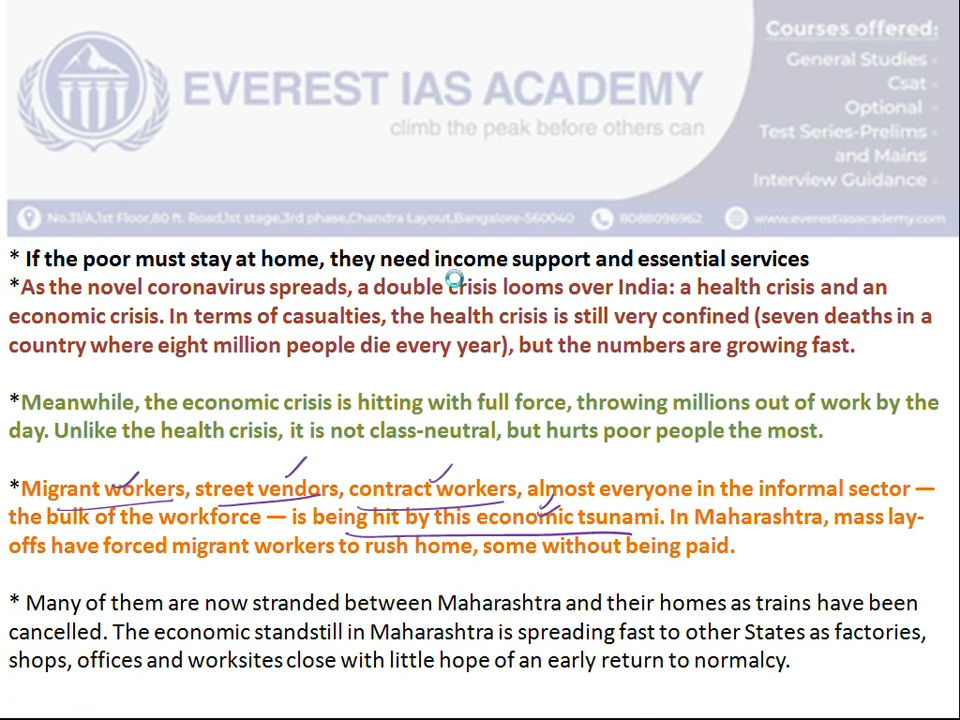 Courses offered:
General Studies
Csat
Optional
Test Series-Prelims
and Mains
Interview Guidance
EVEREST IAS ACADEMY
climb the peak before others can
No.31/A,1st Floor,80 ft. Road,1st stage,3rd phase,Chandra Layout,Bangalore-560040 8088096962 www.everestiasacademy.com
* If the poor must stay at home, they need income support and essential services
*As the novel coronavirus spreads, a double crisis looms over India: a health crisis and an
economic crisis. In terms of casualties, the health crisis is still very confined (seven deaths in a
country where eight million people die every year), but the numbers are growing fast.
*Meanwhile, the economic crisis is hitting with full force, throwing millions out of work by the
day. Unlike the health crisis, it is not class-neutral, but hurts poor people the most.
*Migrant workers, street vendors, contract workers, almost everyone in the informal sector —
the bulk of the workforce — is being hit by this economic tsunami. In Maharashtra, mass lay-
offs have forced migrant workers to rush home, some without being paid.
* Many of them are now stranded between Maharashtra and their homes as trains have been
cancelled. The economic standstill in Maharashtra is spreading fast to other States as factories,
shops, offices and worksites close with little hope of an early return to normalcy.